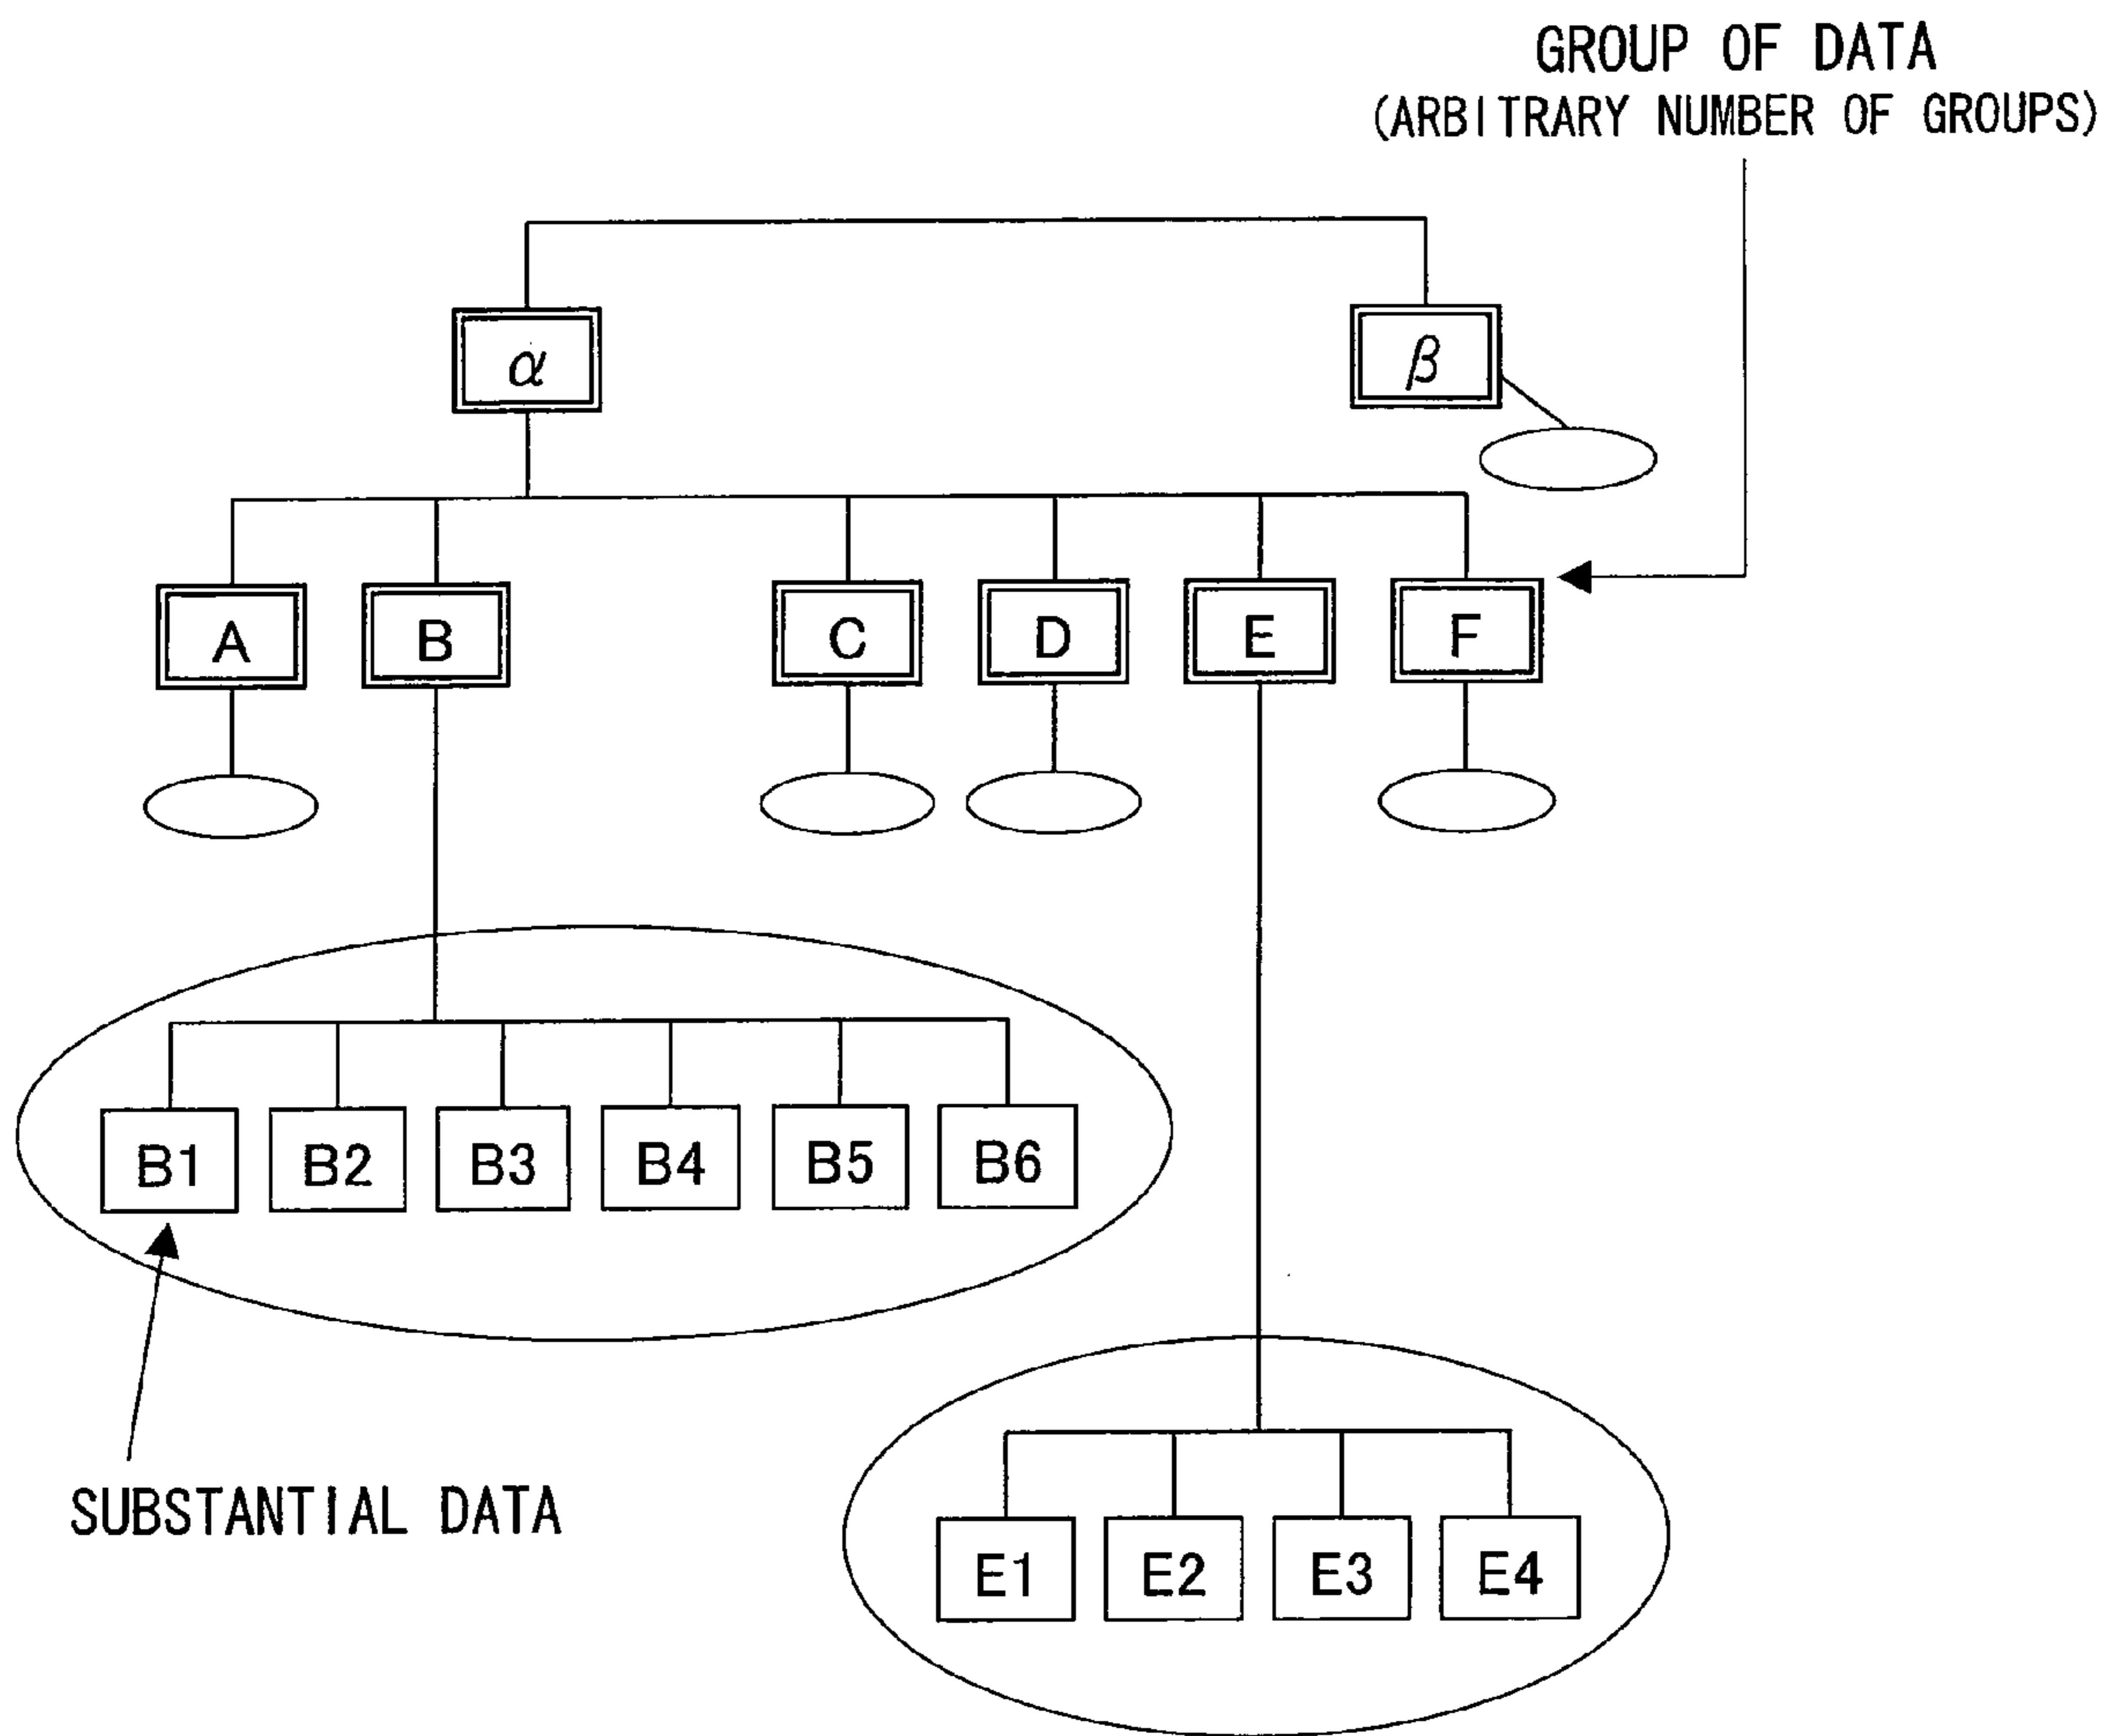 GROUP OF DATA
(ARBITRARY NUMBER OF GROUPS)
α β
A B C D E F
B1 B2 B3 B4 B5 B6
SUBSTANTIAL DATA
E1 E2 E3 E4